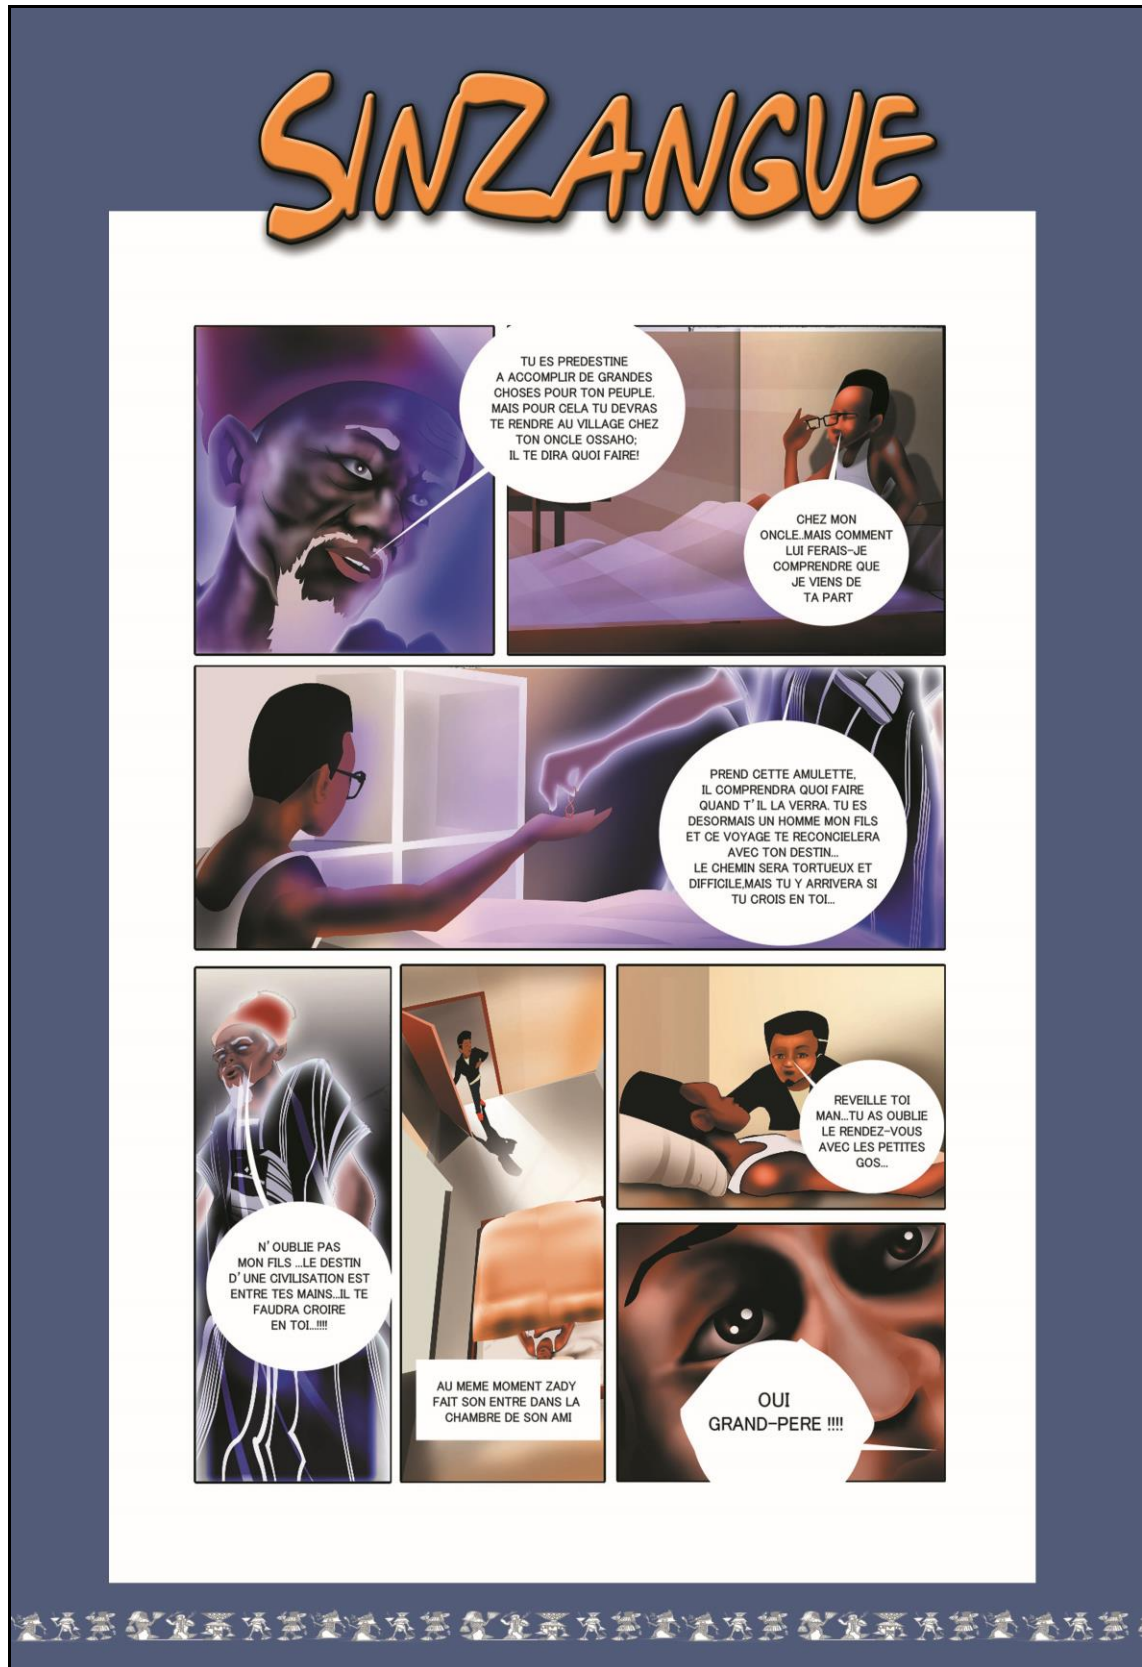 SINZANGUE
TU ES PREDESTINE
A ACCOMPLIR DE GRANDES
CHOSES POUR TON PEUPLE.
MAIS POUR CELA TU DEVRAS
TE RENDRE AU VILLAGE CHEZ
TON ONCLE OSSAHO;
IL TE DIRA QUOI FAIRE!
CHEZ MON
ONCLE..MAIS COMMENT
LUI FERAIS-JE
COMPRENDRE QUE
JE VIENS DE
TA PART
PREND CETTE AMULETTE,
IL COMPRENDRA QUOI FAIRE
QUAND T'IL LA VERRA. TU ES
DESORMAIS UN HOMME MON FILS
ET CE VOYAGE TE RECONCIELERA
AVEC TON DESTIN...
LE CHEMIN SERA TORTUEUX ET
DIFFICILE,MAIS TU Y ARRIVERA SI
TU CROIS EN TOI...
N'OUBLIE PAS
MON FILS ...LE DESTIN
D'UNE CIVILISATION EST
ENTRE TES MAINS...IL TE
FAUDRA CROIRE
EN TOI...!!!!
AU MEME MOMENT ZADY
FAIT SON ENTRE DANS LA
CHAMBRE DE SON AMI
REVEILLE TOI
MAN...TU AS OUBLIE
LE RENDEZ-VOUS
AVEC LES PETITES
GOS...
OUI
GRAND-PERE !!!!